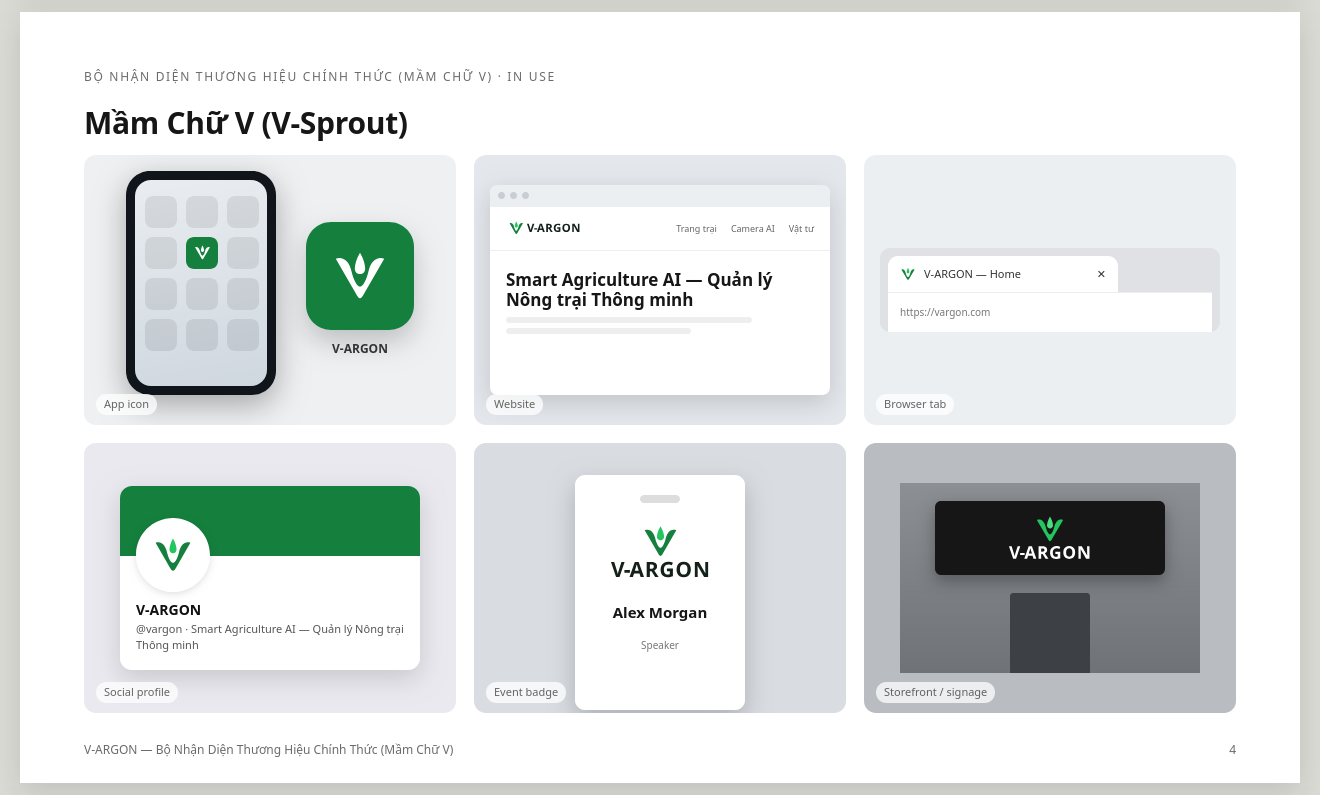 BỘ NHẬN DIỆN THƯƠNG HIỆU CHÍNH THỨC (MẦM CHỮ V) · IN USE
Mầm Chữ V (V-Sprout)
V-ARGON
App icon
V-ARGON
Trang trại
Camera AI
Vật tư
Smart Agriculture AI — Quản lý
Nông trại Thông minh
Website
V-ARGON — Home
×
https://vargon.com
Browser tab
V-ARGON
@vargon · Smart Agriculture AI — Quản lý Nông trại
Thông minh
Social profile
V-ARGON
Alex Morgan
Speaker
Event badge
V-ARGON
Storefront / signage
V-ARGON — Bộ Nhận Diện Thương Hiệu Chính Thức (Mầm Chữ V)
4